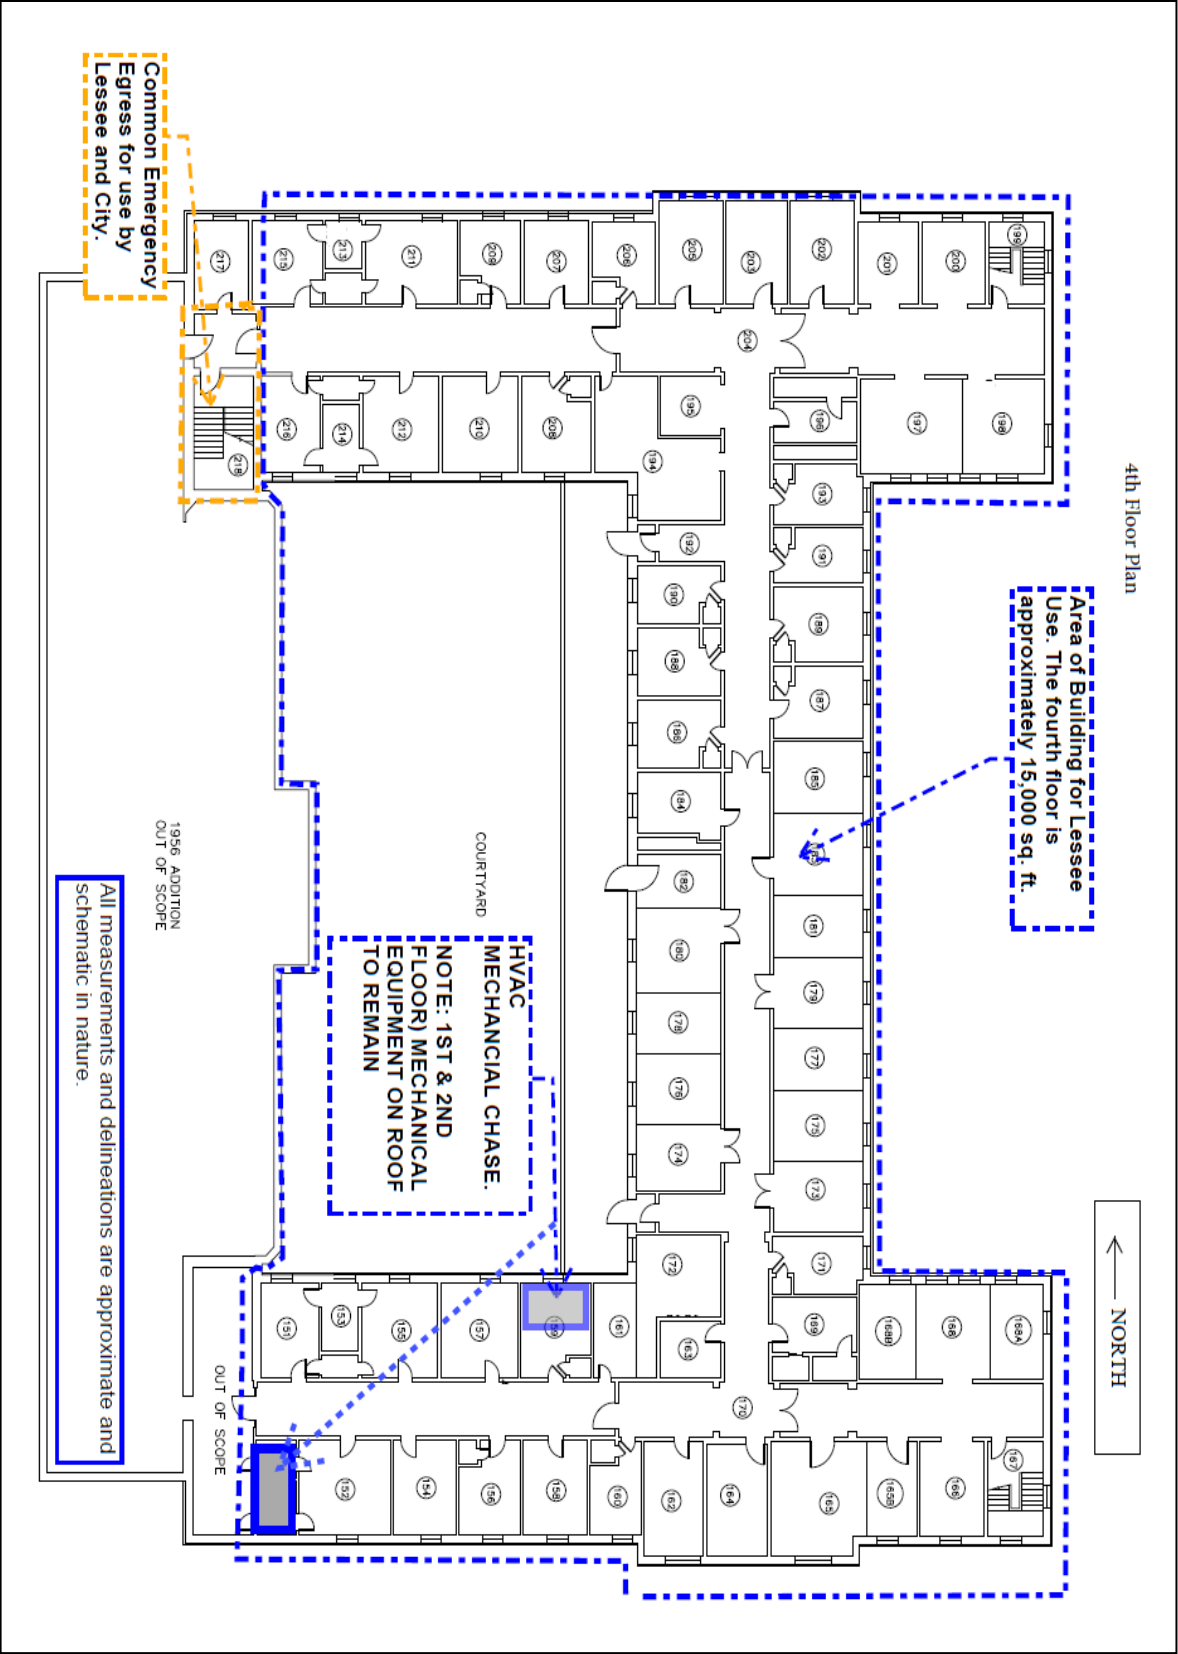 4th Floor Plan
NORTH
Area of Building for Lessee
Use. The fourth floor is
approximately 15,000 sq. ft.
Common Emergency
Egress for use by
Lessee and City.
HVAC
MECHANCIAL CHASE.
NOTE: 1ST & 2ND
FLOOR) MECHANICAL
EQUIPMENT ON ROOF
TO REMAIN
COURTYARD
1956 ADDITION
OUT OF SCOPE
OUT OF SCOPE
All measurements and delineations are approximate and
schematic in nature.
199
200
201
202
203
205
206
207
209
211
213
215
217
204
198
197
196
195
194
208
210
212
214
216
218
193
191
189
187
185
181
179
177
175
173
171
169
192
190
188
186
184
182
180
178
176
174
172
163
161
159
157
155
153
151
168A
168
168B
170
167
166
165B
165
164
162
160
158
156
154
152